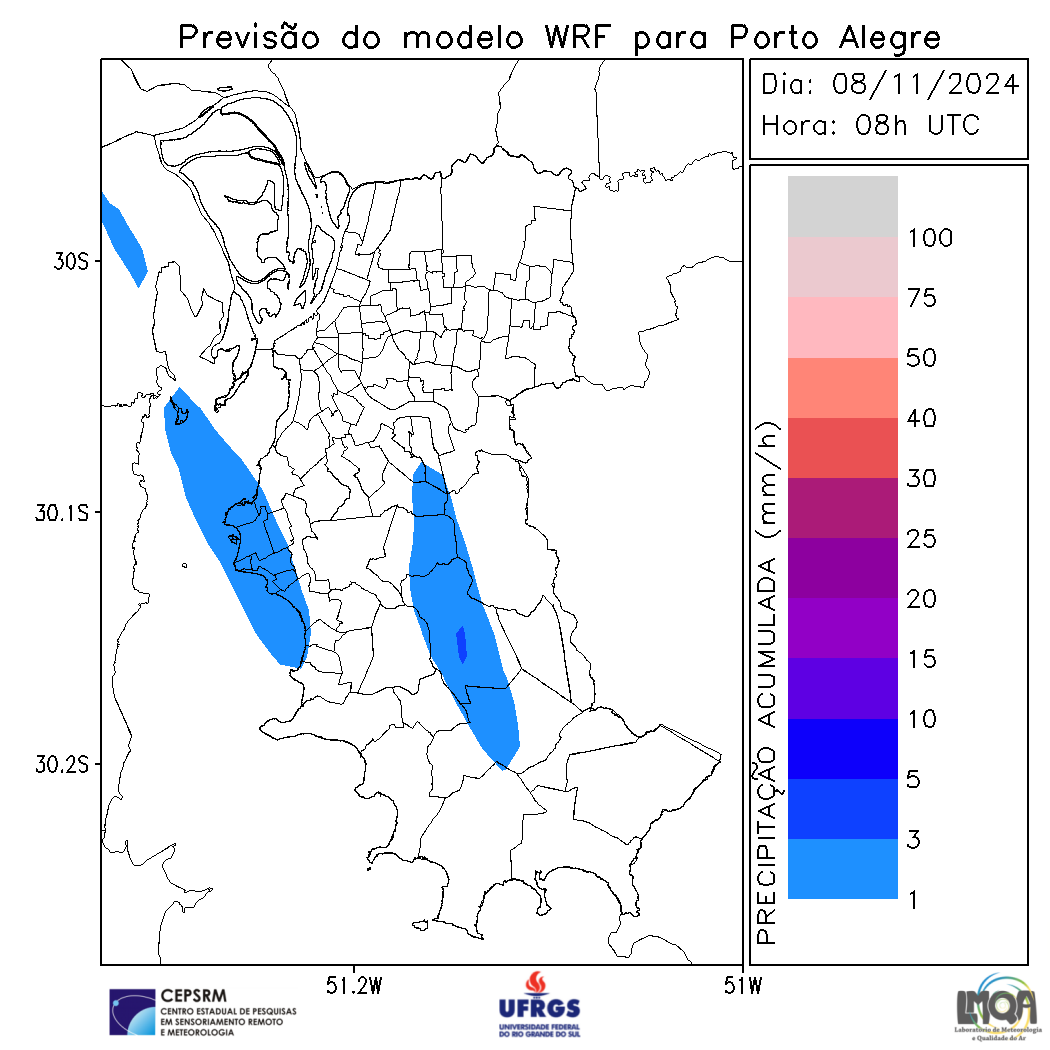 Previsão do modelo WRF para Porto Alegre
Dia: 08/11/2024
Hora: 08h UTC
30S
30.1S
30.2S
51.2W
51W
PRECIPITAÇÃO ACUMULADA (mm/h)
100
75
50
40
30
25
20
15
10
5
3
1
CEPSRM
CENTRO ESTADUAL DE PESQUISAS
EM SENSORIAMENTO REMOTO
E METEOROLOGIA
UFRGS
UNIVERSIDADE FEDERAL
DO RIO GRANDE DO SUL
LMQA
Laboratório de Meteorologia
e Qualidade do Ar